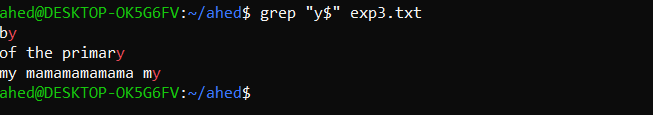 ahed@DESKTOP-OK5G6FV:~/ahed$ grep "y$" exp3.txt
by
of the primary
my mamamamamama my
ahed@DESKTOP-OK5G6FV:~/ahed$